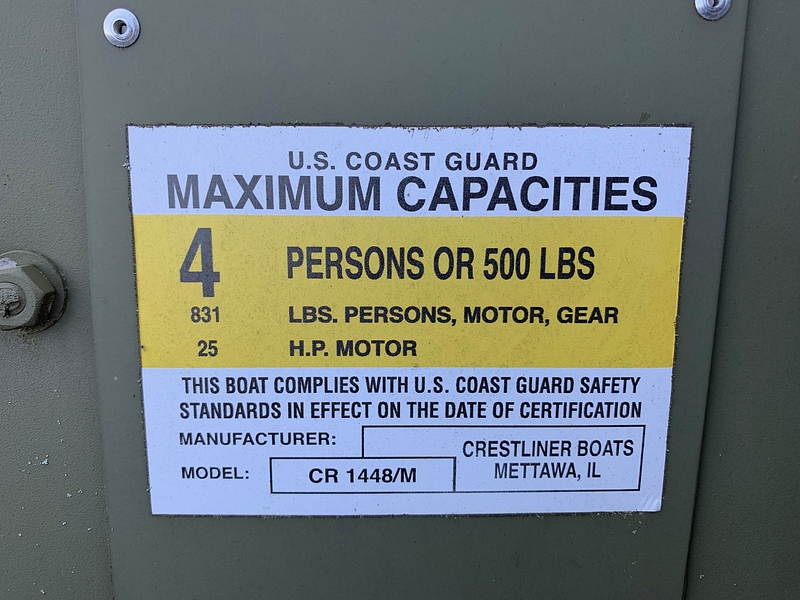 U.S. COAST GUARD
MAXIMUM CAPACITIES
4 PERSONS OR 500 LBS
831 LBS. PERSONS, MOTOR, GEAR
25 H.P. MOTOR
THIS BOAT COMPLIES WITH U.S. COAST GUARD SAFETY
STANDARDS IN EFFECT ON THE DATE OF CERTIFICATION
MANUFACTURER: CRESTLINER BOATS
METTAWA, IL
MODEL: CR 1448/M